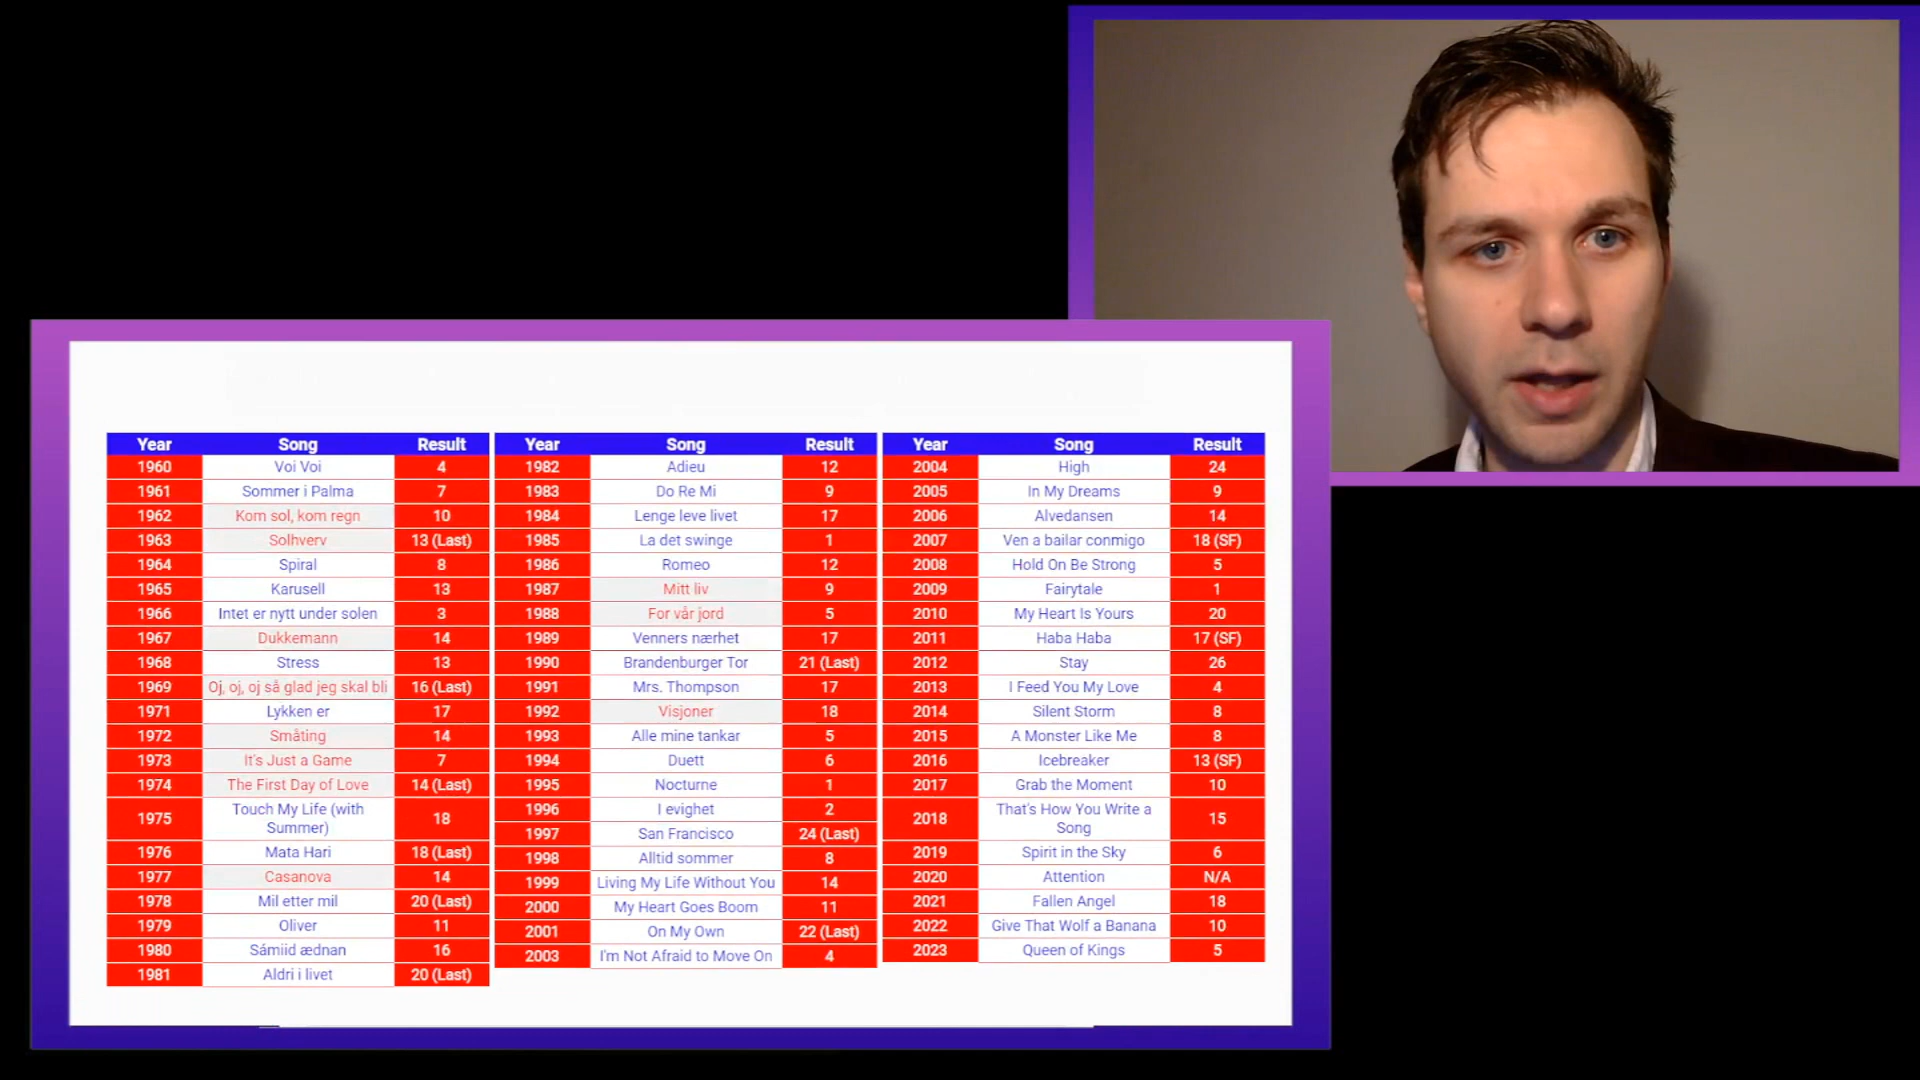 Year Song Result
1960 Voi Voi 4
1961 Sommer i Palma 7
1962 Kom sol, kom regn 10
1963 Solhverv 13 (Last)
1964 Spiral 8
1965 Karusell 13
1966 Intet er nytt under solen 3
1967 Dukkemann 14
1968 Stress 13
1969 Oj, oj, oj så glad jeg skal bli 16 (Last)
1971 Lykken er 17
1972 Småting 14
1973 It's Just a Game 7
1974 The First Day of Love 14 (Last)
1975 Touch My Life (with
Summer) 18
1976 Mata Hari 18 (Last)
1977 Casanova 14
1978 Mil etter mil 20 (Last)
1979 Oliver 11
1980 Sámiid ædnan 16
1981 Aldri i livet 20 (Last)
Year Song Result
1982 Adieu 12
1983 Do Re Mi 9
1984 Lenge leve livet 17
1985 La det swinge 1
1986 Romeo 12
1987 Mitt liv 9
1988 For vår jord 5
1989 Venners nærhet 17
1990 Brandenburger Tor 21 (Last)
1991 Mrs. Thompson 17
1992 Visjoner 18
1993 Alle mine tankar 5
1994 Duett 6
1995 Nocturne 1
1996 I evighet 2
1997 San Francisco 24 (Last)
1998 Alltid sommer 8
1999 Living My Life Without You 14
2000 My Heart Goes Boom 11
2001 On My Own 22 (Last)
2003 I'm Not Afraid to Move On 4
Year Song Result
2004 High 24
2005 In My Dreams 9
2006 Alvedansen 14
2007 Ven a bailar conmigo 18 (SF)
2008 Hold On Be Strong 5
2009 Fairytale 1
2010 My Heart Is Yours 20
2011 Haba Haba 17 (SF)
2012 Stay 26
2013 I Feed You My Love 4
2014 Silent Storm 8
2015 A Monster Like Me 8
2016 Icebreaker 13 (SF)
2017 Grab the Moment 10
2018 That's How You Write a
Song 15
2019 Spirit in the Sky 6
2020 Attention N/A
2021 Fallen Angel 18
2022 Give That Wolf a Banana 10
2023 Queen of Kings 5